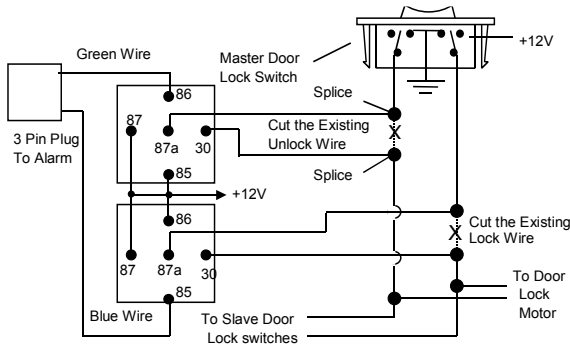 Green Wire
Master Door
Lock Switch
+12V
86
Splice
87
87a
30
Cut the Existing
Unlock Wire
X
3 Pin Plug
To Alarm
85
Splice
+12V
86
Cut the Existing
Lock Wire
X
87
87a
30
85
To Door
Lock
Motor
Blue Wire
To Slave Door
Lock switches